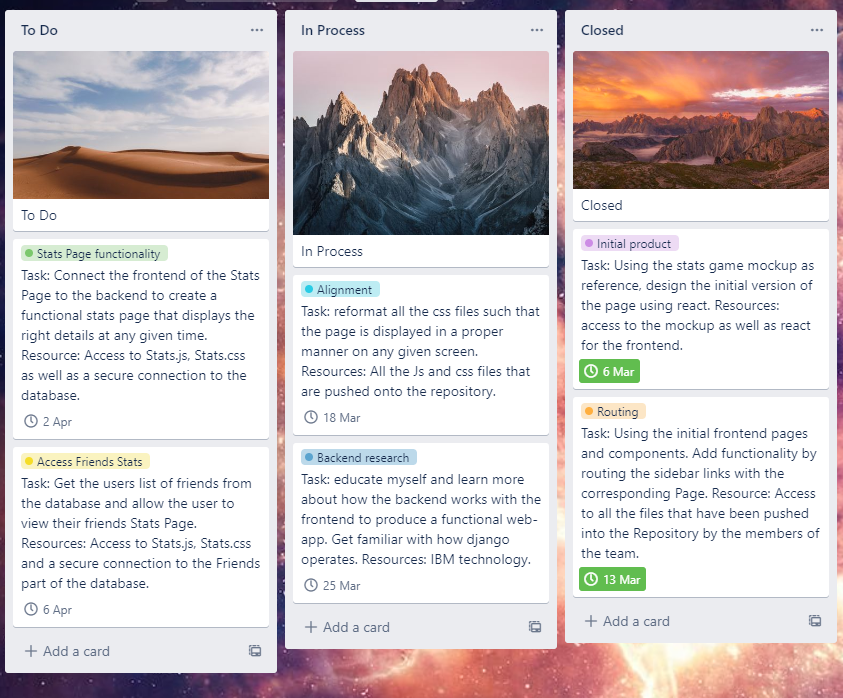 To Do
To Do
Stats Page functionality
Task: Connect the frontend of the Stats
Page to the backend to create a
functional stats page that displays the
right details at any given time.
Resource: Access to Stats.js, Stats.css
as well as a secure connection to the
database.
2 Apr
Access Friends Stats
Task: Get the users list of friends from
the database and allow the user to
view their friends Stats Page.
Resources: Access to Stats.js, Stats.css
and a secure connection to the Friends
part of the database.
6 Apr
+ Add a card
In Process
In Process
Alignment
Task: reformat all the css files such that
the page is displayed in a proper
manner on any given screen.
Resources: All the Js and css files that
are pushed onto the repository.
18 Mar
Backend research
Task: educate myself and learn more
about how the backend works with the
frontend to produce a functional web-
app. Get familiar with how django
operates. Resources: IBM technology.
25 Mar
+ Add a card
Closed
Closed
Initial product
Task: Using the stats game mockup as
reference, design the initial version of
the page using react. Resources:
access to the mockup as well as react
for the frontend.
6 Mar
Routing
Task: Using the initial frontend pages
and components. Add functionality by
routing the sidebar links with the
corresponding Page. Resource: Access
to all the files that have been pushed
into the Repository by the members of
the team.
13 Mar
+ Add a card